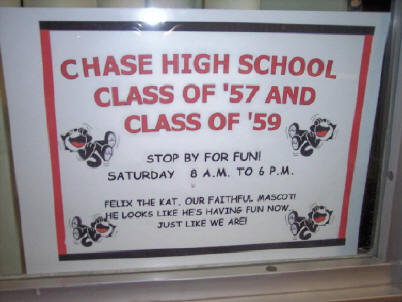 CHASE HIGH SCHOOL
CLASS OF '57 AND
CLASS OF '59
STOP BY FOR FUN!
SATURDAY 8 A.M. TO 6 P.M.
FELIX THE KAT, OUR FAITHFUL MASCOT!
HE LOOKS LIKE HE'S HAVING FUN NOW
JUST LIKE WE ARE!